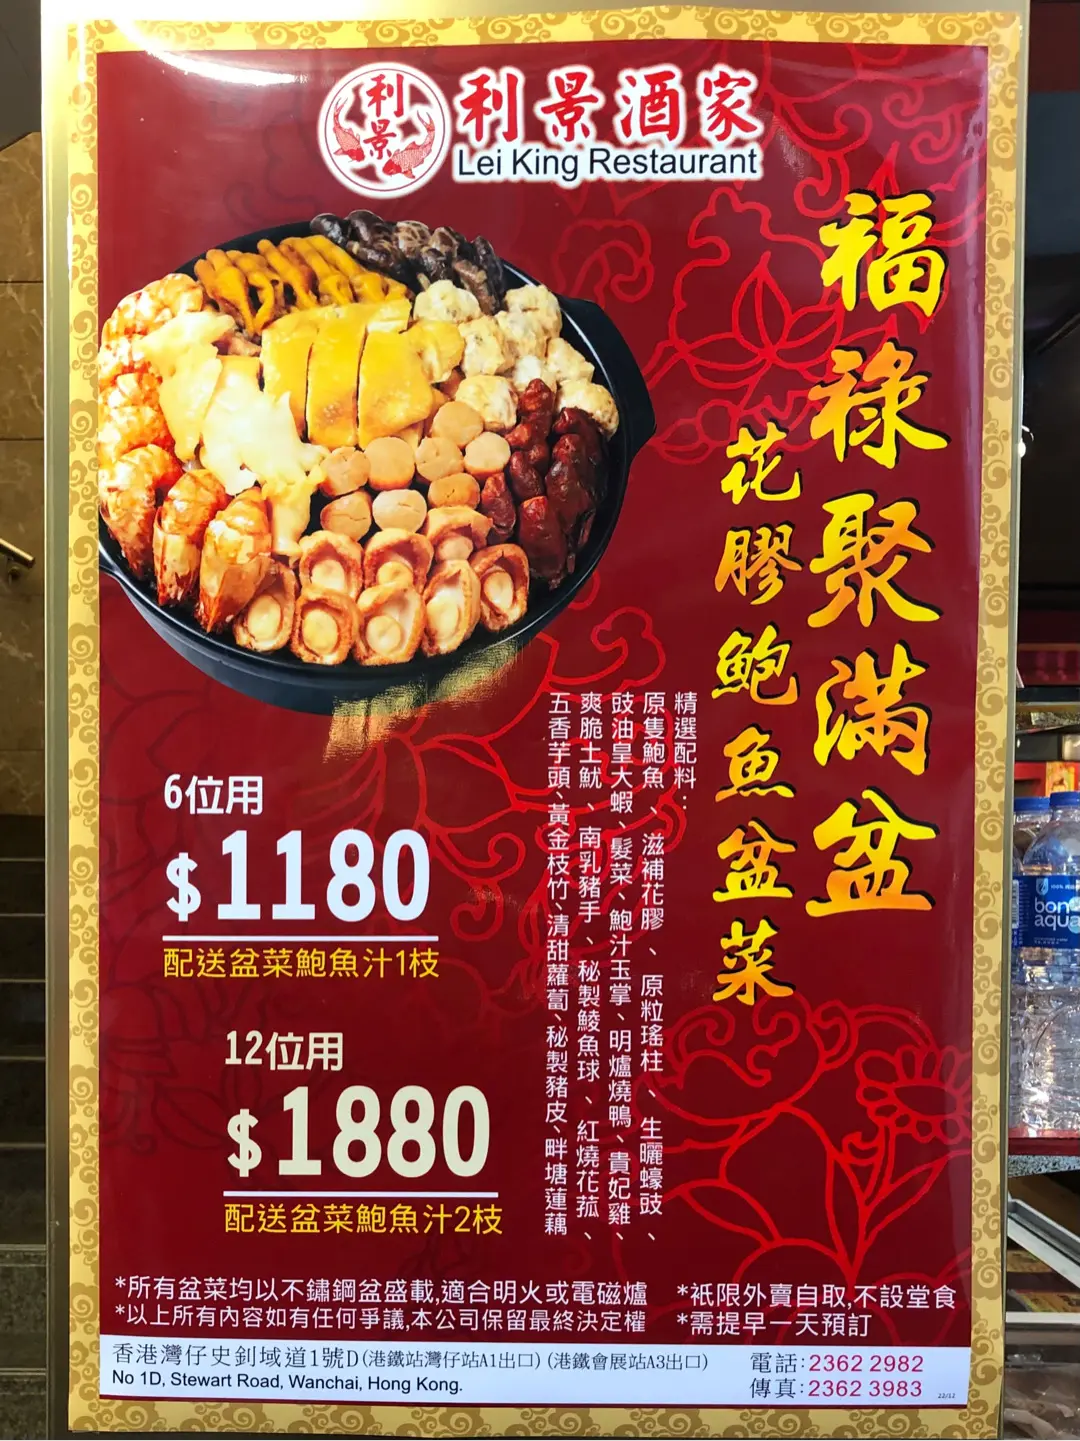 利景
利景酒家
Lei King Restaurant
福祿聚滿盆
花膠鮑魚盆菜
精選配料：
原隻鮑魚、滋補花膠、原粒瑤柱、生曬蠔豉、
豉油皇大蝦、髮菜、鮑汁玉掌、明爐燒鴨、貴妃雞、
爽脆土魷、南乳豬手、秘製鯪魚球、紅燒花菇、
五香芋頭、黃金枝竹、清甜蘿蔔、秘製豬皮、畔塘蓮藕
6位用
$1180
配送盆菜鮑魚汁1枝
12位用
$1880
配送盆菜鮑魚汁2枝
*所有盆菜均以不鏽鋼盆盛載,適合明火或電磁爐
*以上所有內容如有任何爭議,本公司保留最終決定權
*衹限外賣自取,不設堂食
*需提早一天預訂
香港灣仔史釗域道1號D(港鐵站灣仔站A1出口)(港鐵會展站A3出口)
No 1D, Stewart Road, Wanchai, Hong Kong.
電話:2362 2982
傳真:2362 3983
22/12
bon
aqua